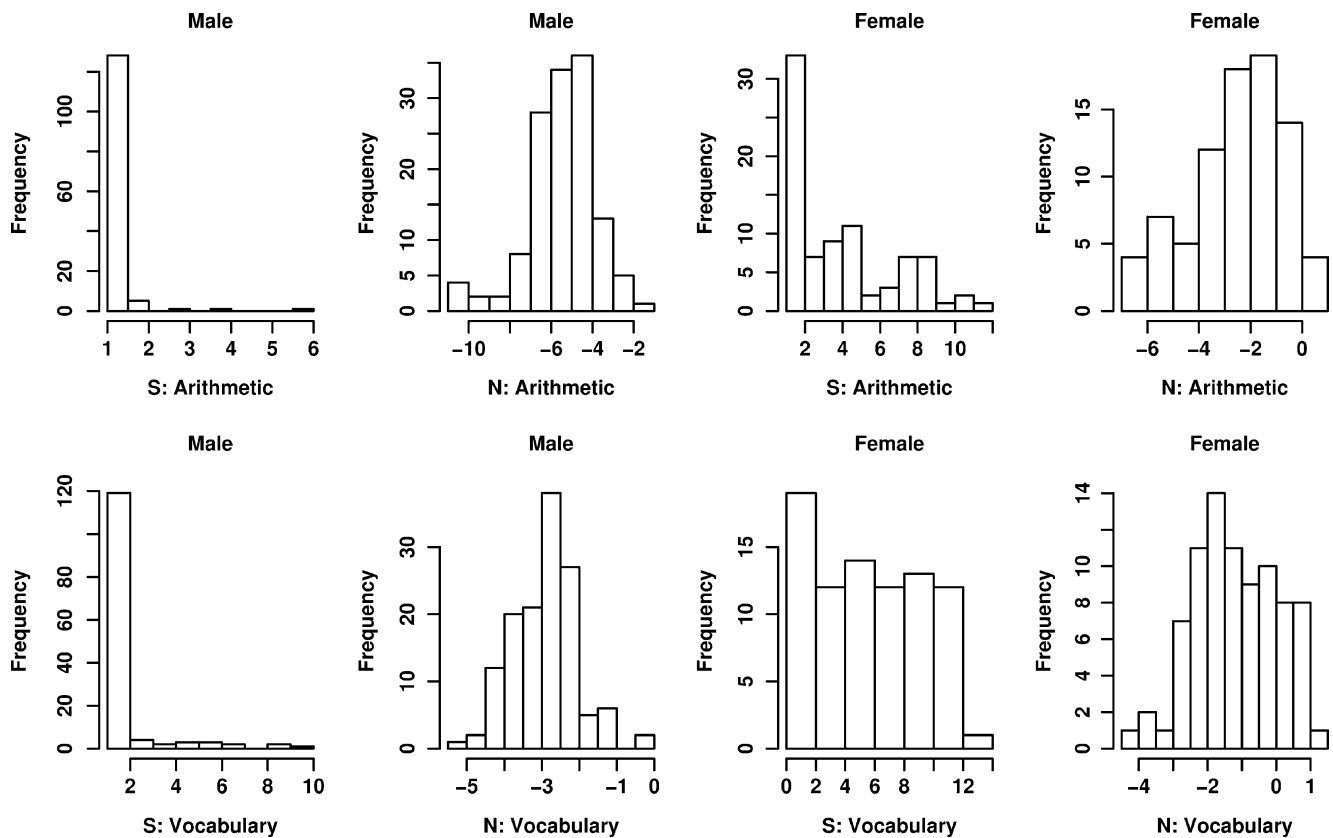 Male Male Female Female
Frequency Frequency Frequency Frequency
0 20 60 100
0 5 10 20 30
0 5 10 20 30
0 5 10 15
1 2 3 4 5 6
−10 −6 −4 −2
2 4 6 8 10
−6 −4 −2 0
S: Arithmetic N: Arithmetic S: Arithmetic N: Arithmetic
Male Male Female Female
Frequency Frequency Frequency Frequency
0 20 40 60 80 120
0 10 20 30
0 5 10 15
0 2 4 6 8 10 14
2 4 6 8 10
−5 −3 −1 0
0 2 4 6 8 12
−4 −2 0 1
S: Vocabulary N: Vocabulary S: Vocabulary N: Vocabulary